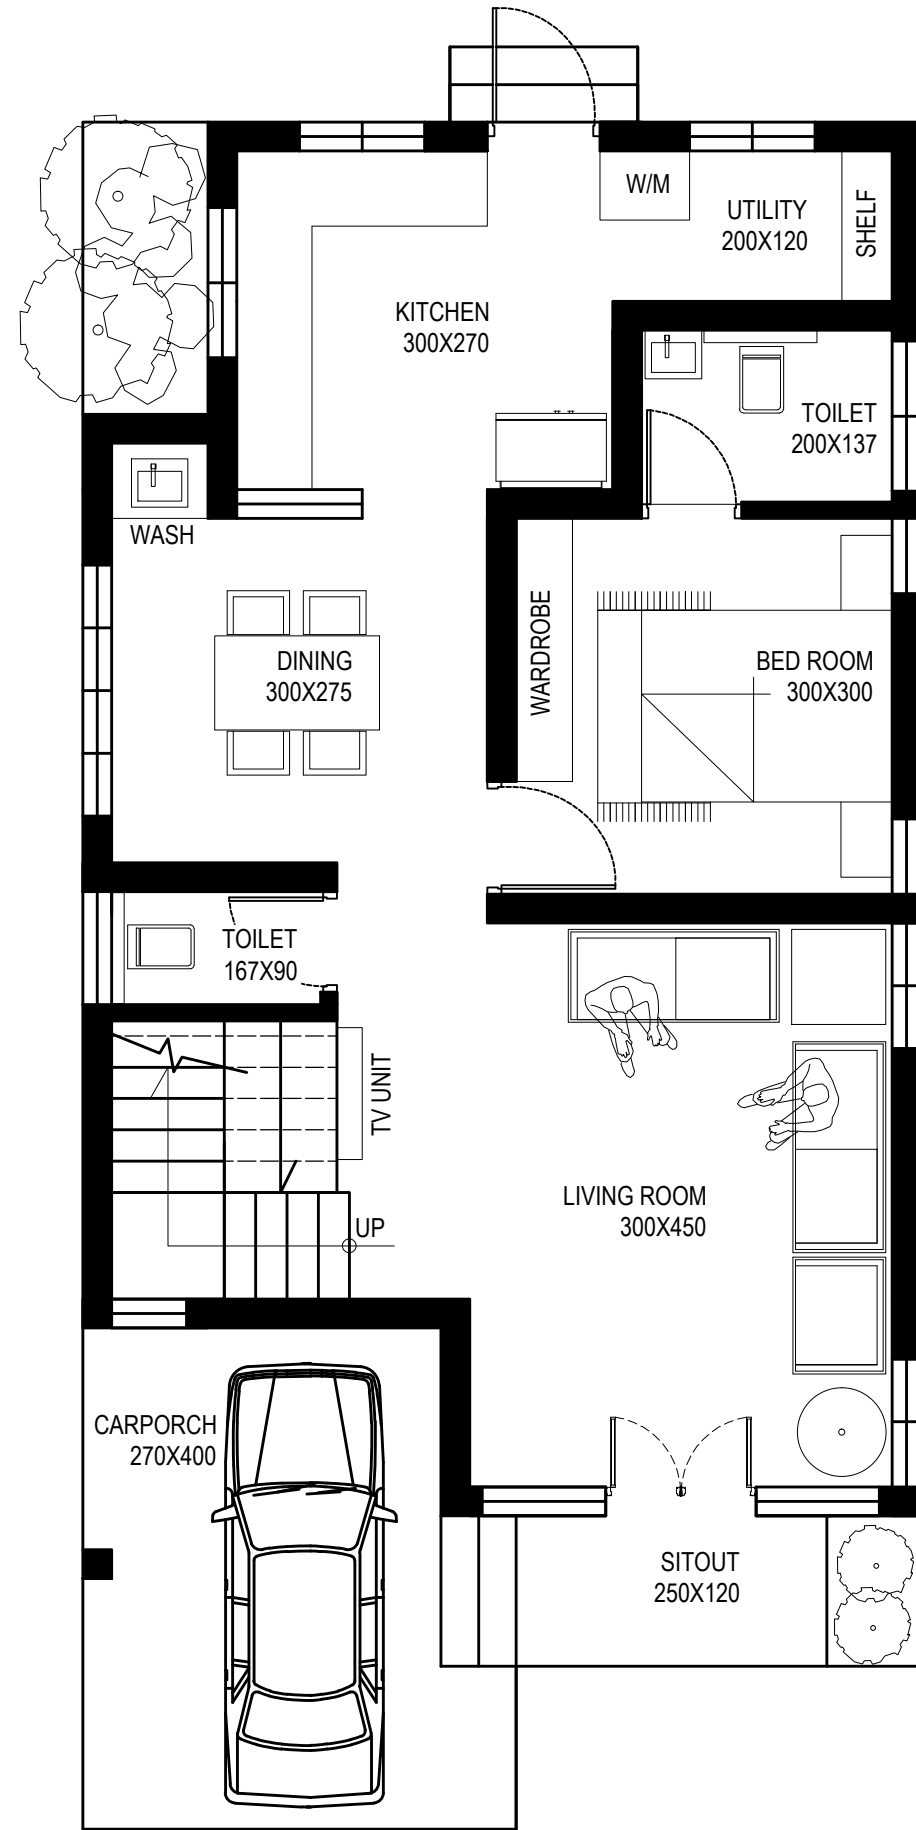 W/M
UTILITY
200X120
SHELF
KITCHEN
300X270
TOILET
200X137
WASH
WARDROBE
DINING
300X275
BED ROOM
300X300
TOILET
167X90
TV UNIT
LIVING ROOM
300X450
UP
CARPORCH
270X400
SITOUT
250X120